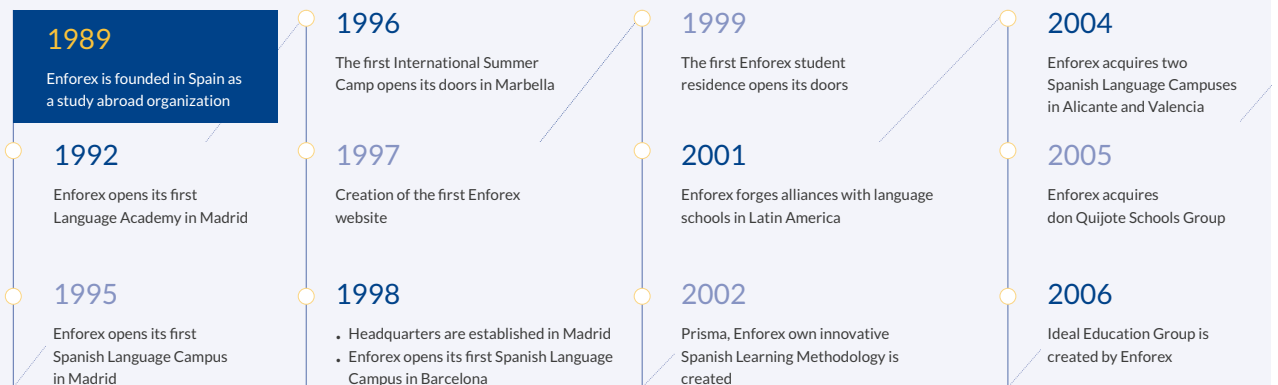 1989
Enforex is founded in Spain as
a study abroad organization
1992
Enforex opens its first
Language Academy in Madrid
1995
Enforex opens its first
Spanish Language Campus
in Madrid
1996
The first International Summer
Camp opens its doors in Marbella
1997
Creation of the first Enforex
website
1998
• Headquarters are established in Madrid
• Enforex opens its first Spanish Language
Campus in Barcelona
1999
The first Enforex student
residence opens its doors
2001
Enforex forges alliances with language
schools in Latin America
2002
Prisma, Enforex own innovative
Spanish Learning Methodology is
created
2004
Enforex acquires two
Spanish Language Campuses
in Alicante and Valencia
2005
Enforex acquires
don Quijote Schools Group
2006
Ideal Education Group is
created by Enforex